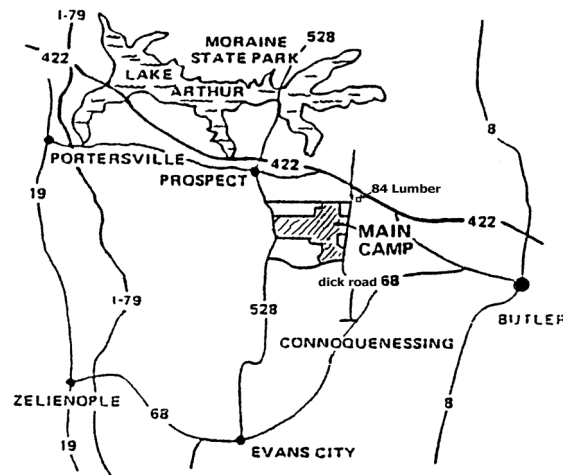 I-79
422
MORAINE
STATE PARK
528
LAKE
ARTHUR
8
PORTERSVILLE
422
PROSPECT
84 Lumber
19
MAIN
CAMP
422
I-79
dick road
68
528
BUTLER
CONNOQUENESSING
ZELIENOPLE
68
8
19
EVANS CITY